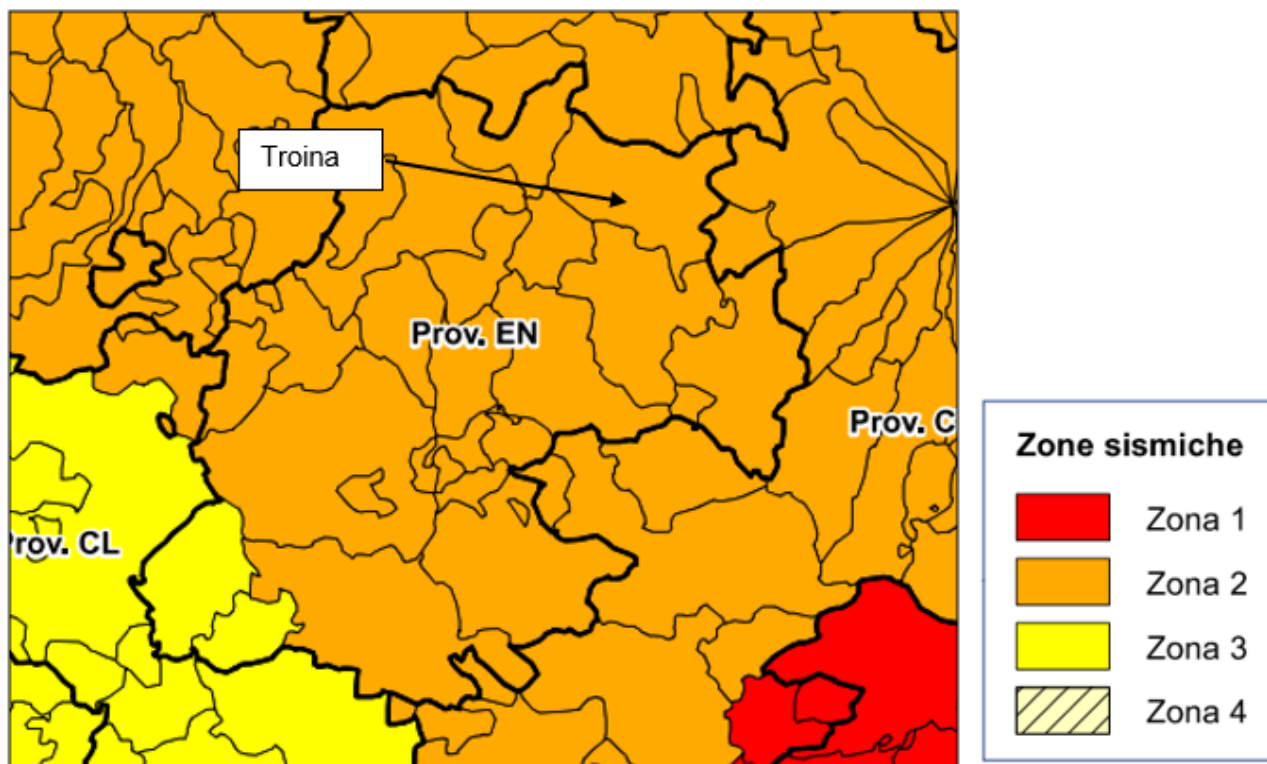 Troina
Prov. EN
Prov. C
Prov. CL
Zone sismiche
Zona 1
Zona 2
Zona 3
Zona 4